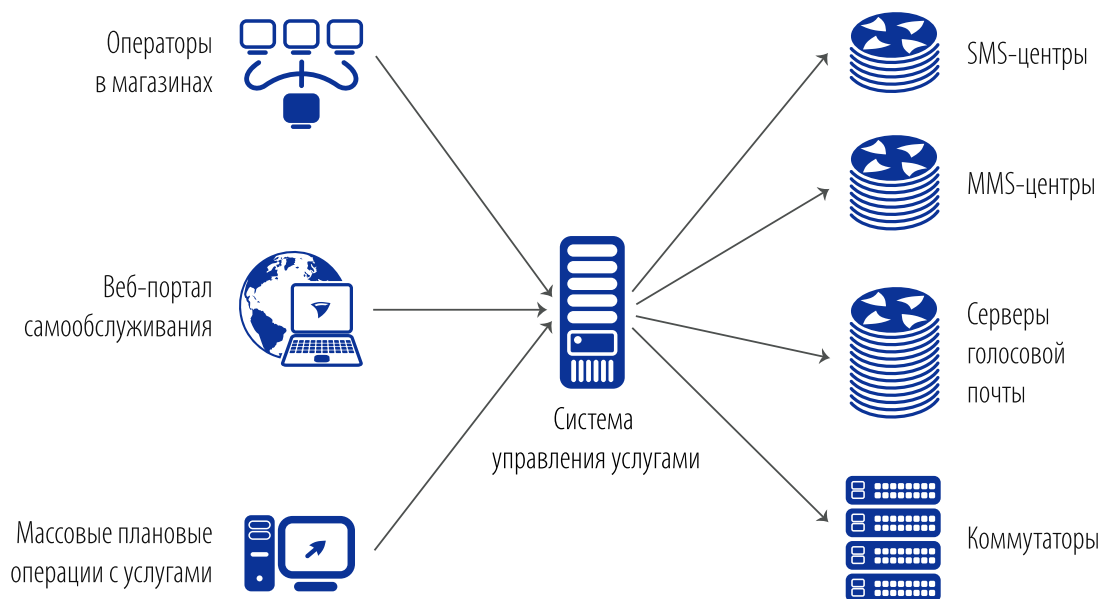 Операторы
в магазинах
Веб-портал
самообслуживания
Массовые плановые
операции с услугами
Система
управления услугами
SMS-центры
MMS-центры
Серверы
голосовой
почты
Коммутаторы